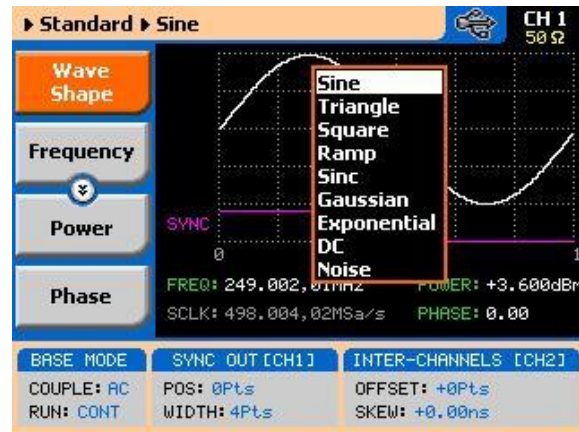 Standard Sine
CH 1
50 Ω
Wave
Shape
Frequency
Power
Phase
Sine
Triangle
Square
Ramp
Sinc
Gaussian
Exponential
DC
Noise
SYNC
0
1
FREQ: 249.002,01MHz
POWER: +3.600dBm
SCLK: 498.004,02MSa/s
PHASE: 0.00
BASE MODE
COUPLE: AC
RUN: CONT
SYNC OUT [CH1]
POS: 0Pts
WIDTH: 4Pts
INTER-CHANNELS [CH2]
OFFSET: +0Pts
SKEW: +0.00ns